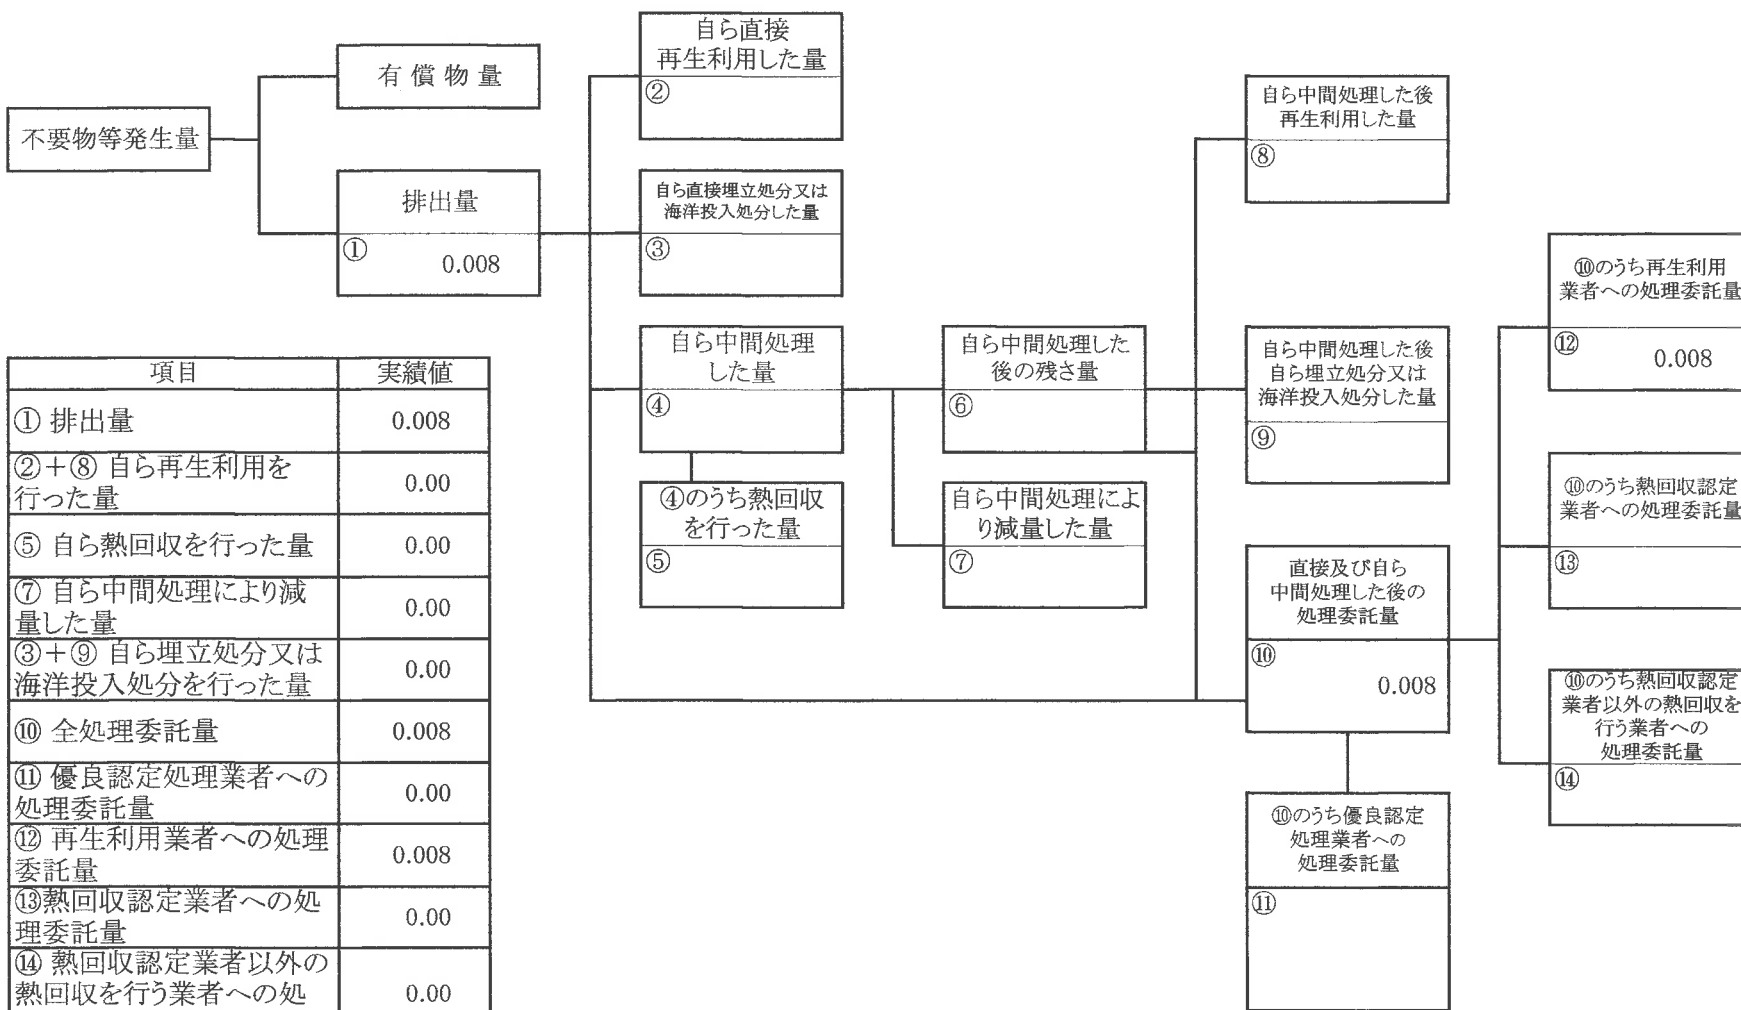 不要物等発生量
有償物量
排出量
①
0.008
自ら直接
再生利用した量
②
自ら直接埋立処分又は
海洋投入処分した量
③
自ら中間処理
した量
④
④のうち熱回収
を行った量
⑤
自ら中間処理した
後の残さ量
⑥
自ら中間処理によ
り減量した量
⑦
自ら中間処理した後
再生利用した量
⑧
自ら中間処理した後
自ら埋立処分又は
海洋投入処分した量
⑨
直接及び自ら
中間処理した後の
処理委託量
⑩
0.008
⑩のうち優良認定
処理業者への
処理委託量
⑪
⑩のうち再生利用
業者への処理委託量
⑫
0.008
⑩のうち熱回収認定
業者への処理委託量
⑬
⑩のうち熱回収認定
業者以外の熱回収を
行う業者への
処理委託量
⑭
項目 実績値
① 排出量 0.008
②+⑧ 自ら再生利用を
行った量 0.00
⑤ 自ら熱回収を行った量 0.00
⑦ 自ら中間処理により減
量した量 0.00
③+⑨ 自ら埋立処分又は
海洋投入処分を行った量 0.00
⑩ 全処理委託量 0.008
⑪ 優良認定処理業者への
処理委託量 0.00
⑫ 再生利用業者への処理
委託量 0.008
⑬熱回収認定業者への処
理委託量 0.00
⑭ 熱回収認定業者以外の
熱回収を行う業者への処 0.00